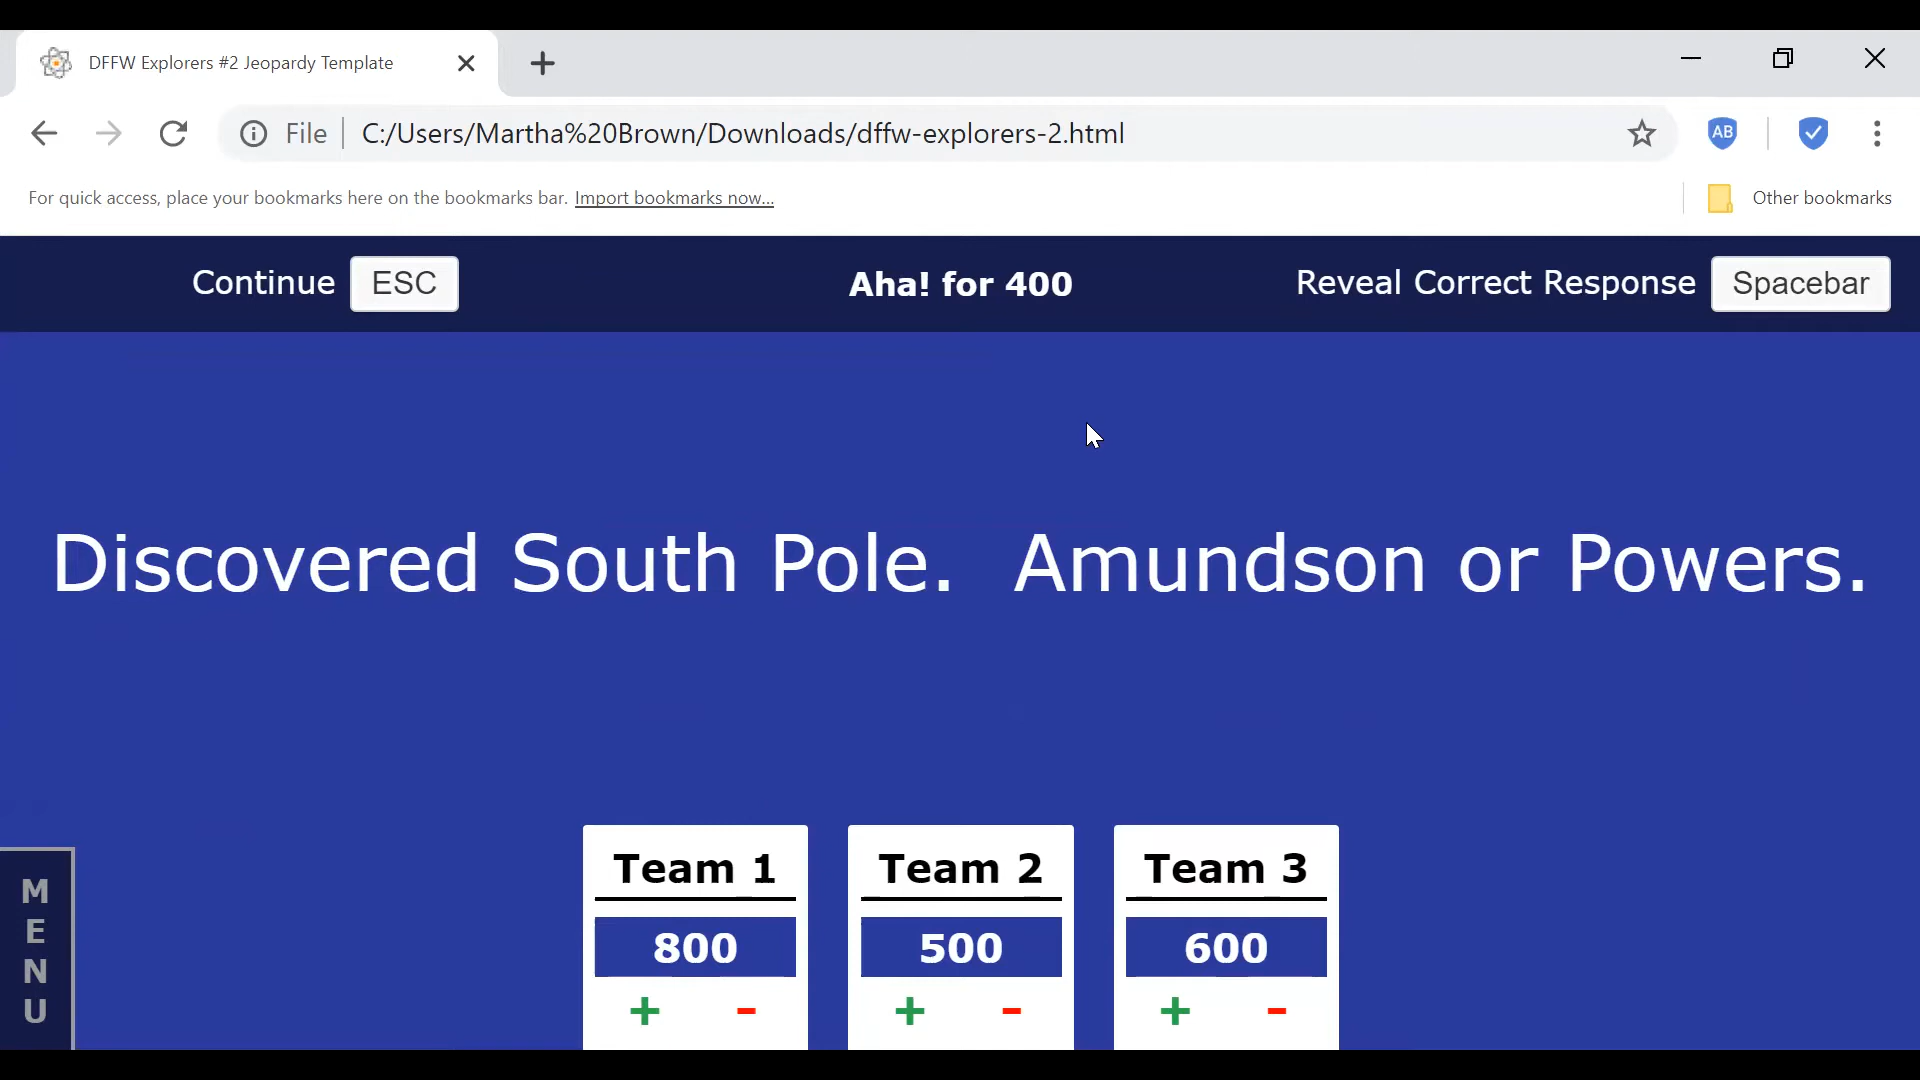 DFFW Explorers #2 Jeopardy Template
File C:/Users/Martha%20Brown/Downloads/dffw-explorers-2.html
AB
For quick access, place your bookmarks here on the bookmarks bar. Import bookmarks now...
Other bookmarks
Continue ESC
Aha! for 400
Reveal Correct Response Spacebar
Discovered South Pole. Amundson or Powers.
MENU
Team 1
800
+ -
Team 2
500
+ -
Team 3
600
+ -